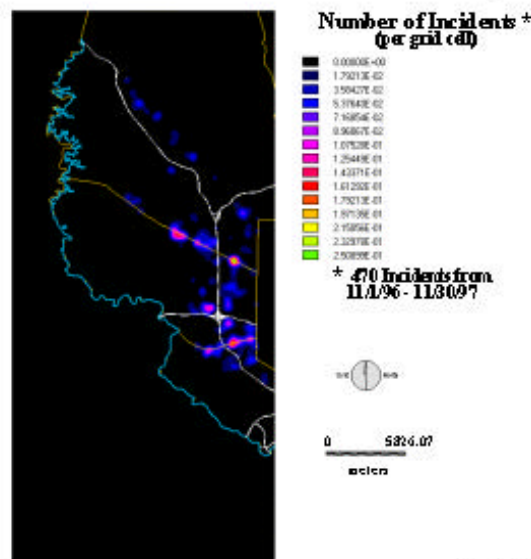 Number of Incidents *
(per grid cell)
0.00000E+00
1.79213E-02
3.58427E-02
5.37640E-02
7.16854E-02
8.96067E-02
1.07528E-01
1.25449E-01
1.43371E-01
1.61292E-01
1.79213E-01
1.97135E-01
2.15056E-01
2.32978E-01
2.50899E-01
* 470 Incidents from
11/1/96 - 11/30/97
0 5826.07
meters